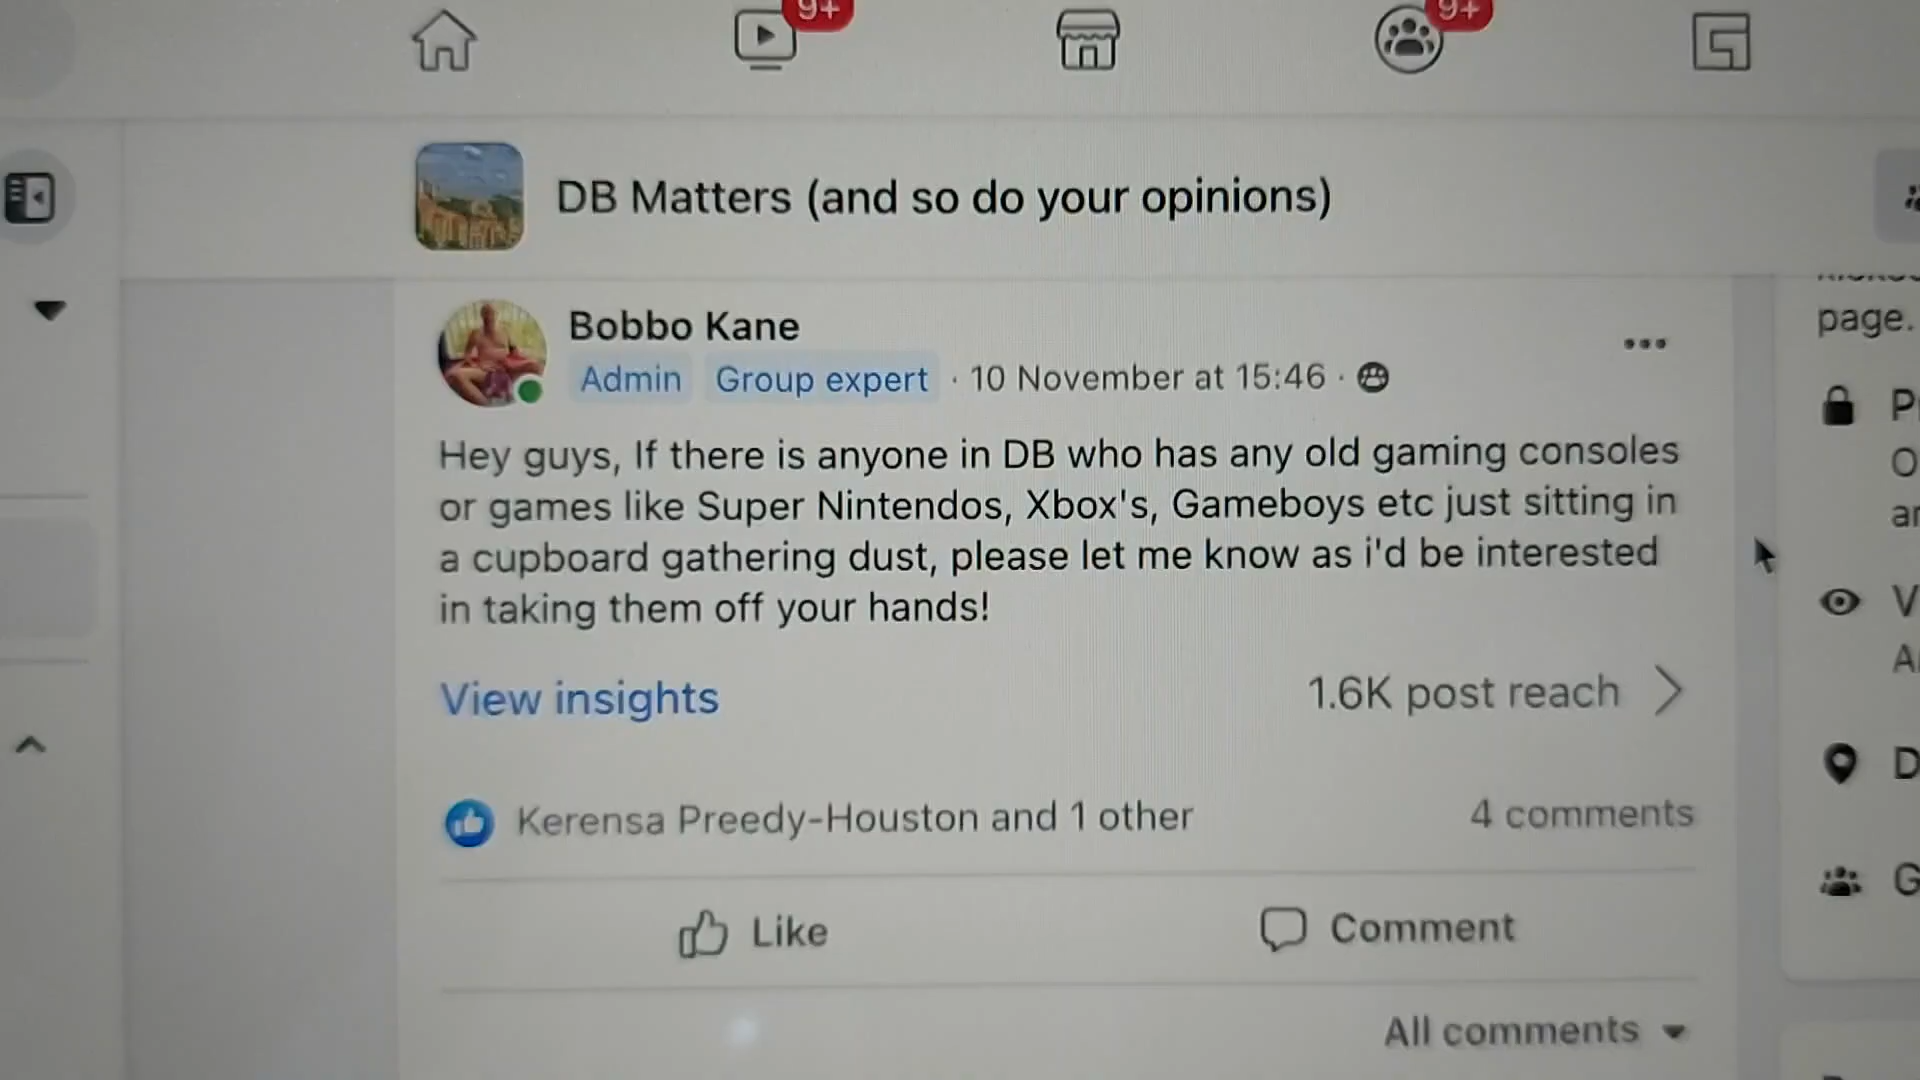 9+
9+
DB Matters (and so do your opinions)
Bobbo Kane
Admin Group expert · 10 November at 15:46 ·
Hey guys, If there is anyone in DB who has any old gaming consoles
or games like Super Nintendos, Xbox's, Gameboys etc just sitting in
a cupboard gathering dust, please let me know as i'd be interested
in taking them off your hands!
View insights
1.6K post reach
Kerensa Preedy-Houston and 1 other
4 comments
Like
Comment
All comments
page.